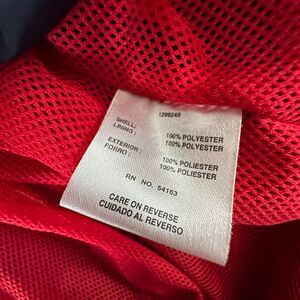 1299249
SHELL: 100% POLYESTER
LINING: 100% POLYESTER
EXTERIOR: 100% POLIESTER
FORRO: 100% POLIESTER
RN NO. 54163
CARE ON REVERSE
CUIDADO AL REVERSO